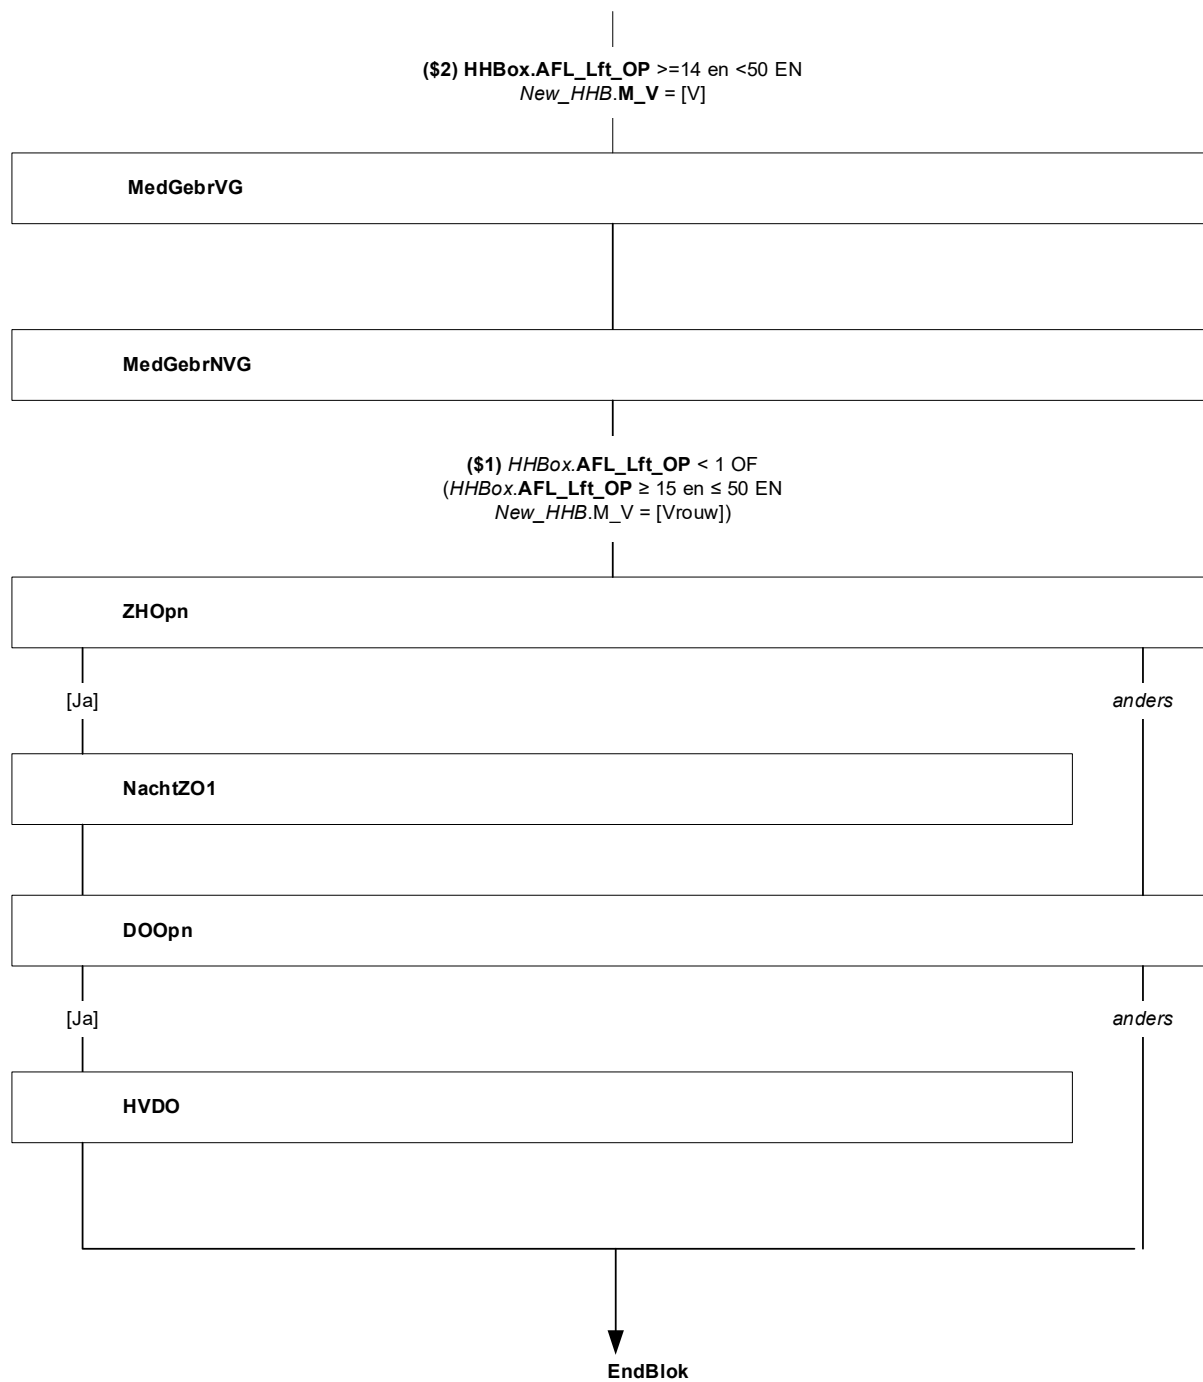 ($2) HHBox.AFL_Lft_OP >=14 en <50 EN
New_HHB.M_V = [V]
MedGebrVG
MedGebrNVG
($1) HHBox.AFL_Lft_OP < 1 OF
(HHBox.AFL_Lft_OP ≥ 15 en ≤ 50 EN
New_HHB.M_V = [Vrouw])
ZHOpn
[Ja]
anders
NachtZO1
DOOpn
[Ja]
anders
HVDO
EndBlok